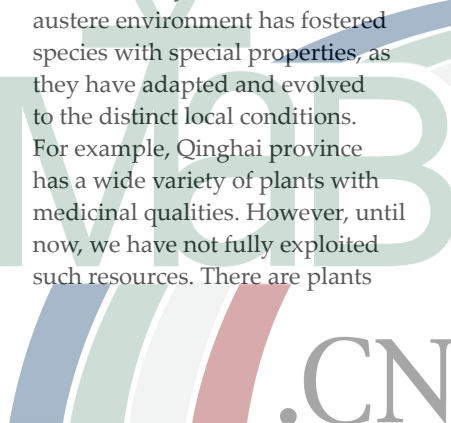 austere environment has fostered
species with special properties, as
they have adapted and evolved
to the distinct local conditions.
For example, Qinghai province
has a wide variety of plants with
medicinal qualities. However, until
now, we have not fully exploited
such resources. There are plants
MaB
.CN